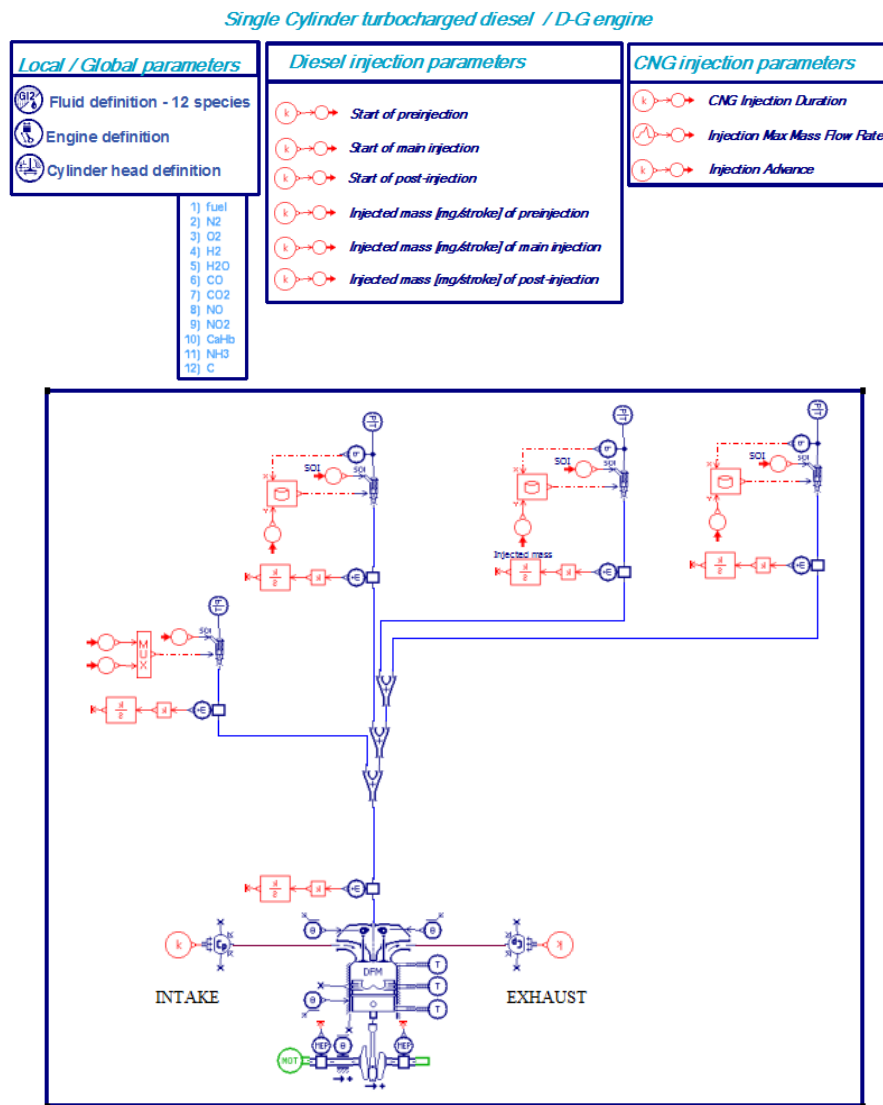 Single Cylinder turbocharged diesel / D-G engine
Local / Global parameters
Fluid definition - 12 species
Engine definition
Cylinder head definition
Diesel injection parameters
k Start of preinjection
k Start of main injection
k Start of post-injection
k Injected mass [mg/stroke] of preinjection
k Injected mass [mg/stroke] of main injection
k Injected mass [mg/stroke] of post-injection
CNG injection parameters
k CNG Injection Duration
Injection Max Mass Flow Rate
k Injection Advance
1) fuel
2) N2
3) O2
4) H2
5) H2O
6) CO
7) CO2
8) NO
9) NO2
10) CaHb
11) NH3
12) C
SOI SOI
SOI SOI
SOI SOI
Injected mass
SOI
MUX
k
INTAKE
DFM
T
T
T
EXHAUST
MOT
MEP
MEP